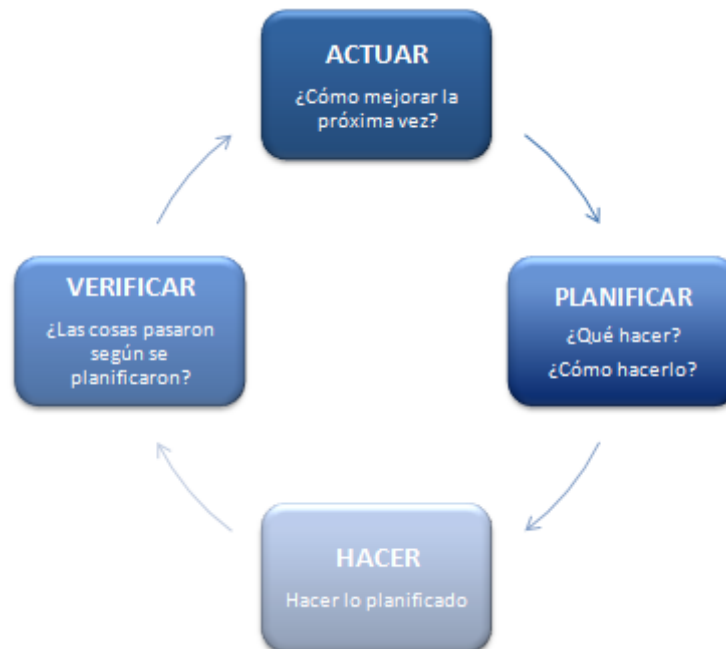 ACTUAR
¿Cómo mejorar la
próxima vez?
VERIFICAR
¿Las cosas pasaron
según se
planificaron?
PLANIFICAR
¿Qué hacer?
¿Cómo hacerlo?
HACER
Hacer lo planificado